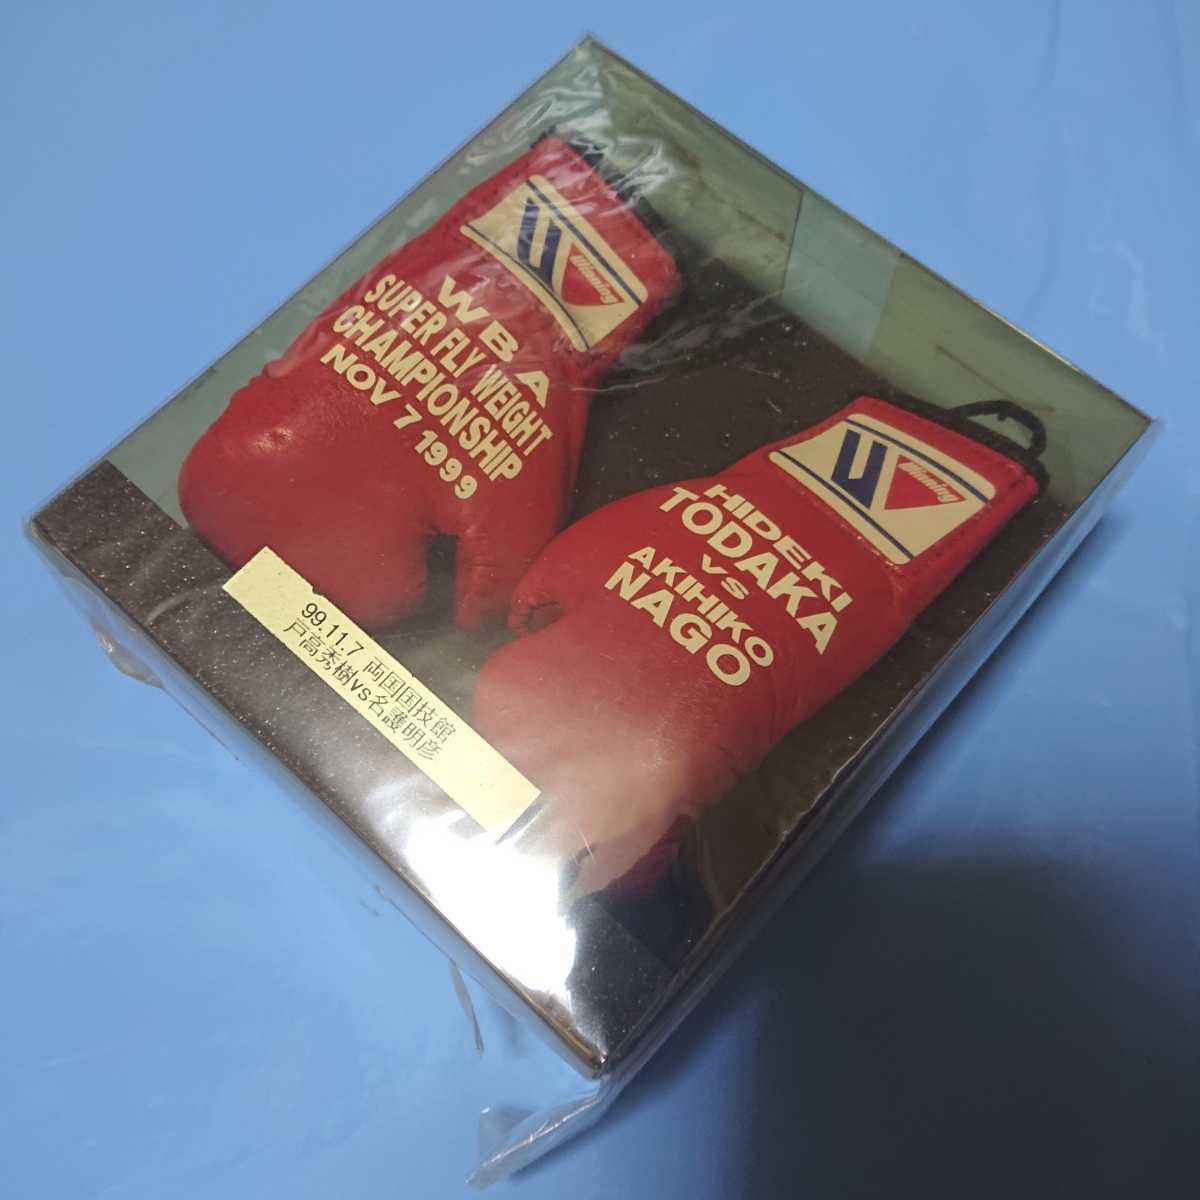 Winning
WBA
SUPER FLY WEIGHT
CHAMPIONSHIP
NOV 7 1999
Winning
HIDEKI
TODAKA
VS
AKIHIKO
NAGO
99.11.7 両国国技館
戸高秀樹vs名護明彦